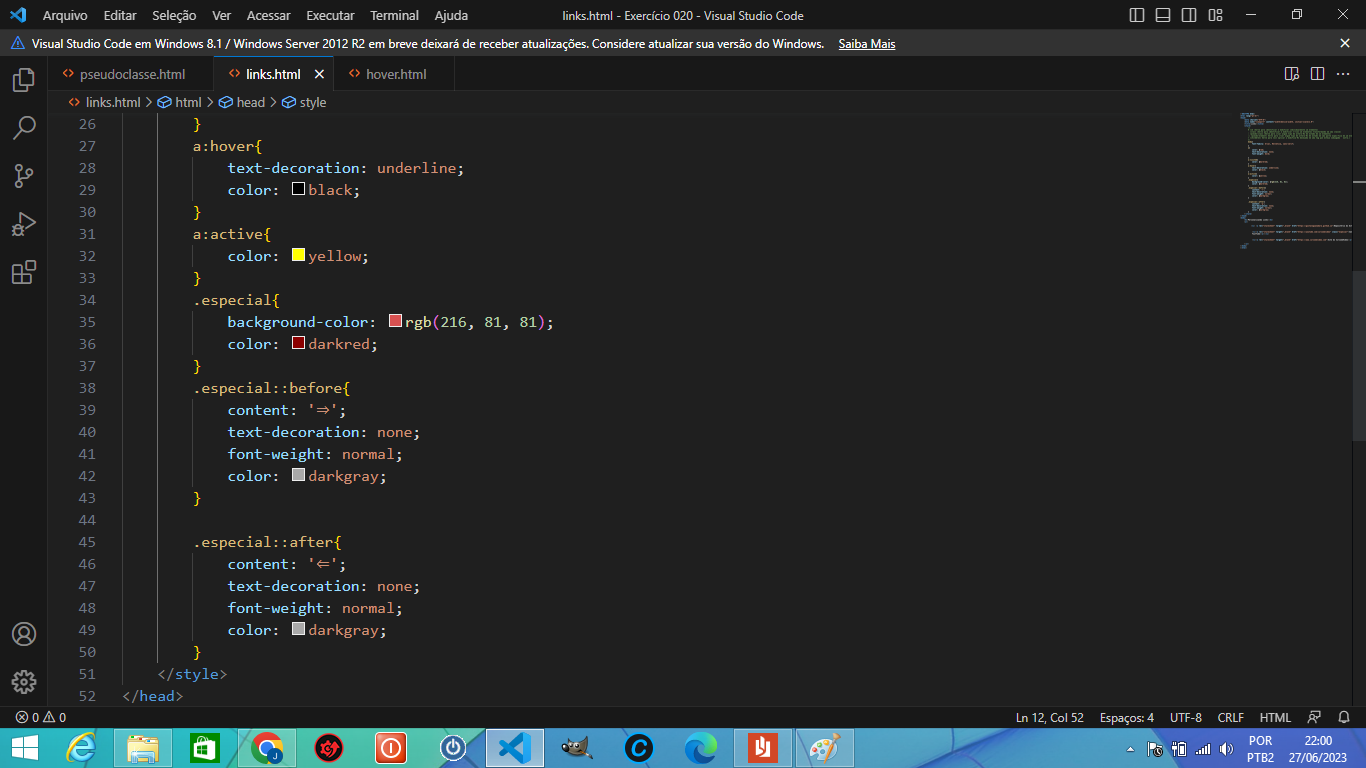 Arquivo Editar Seleção Ver Acessar Executar Terminal Ajuda links.html - Exercício 020 - Visual Studio Code
Visual Studio Code em Windows 8.1 / Windows Server 2012 R2 em breve deixará de receber atualizações. Considere atualizar sua versão do Windows. Saiba Mais
pseudoclasse.html links.html hover.html
links.html > html > head > style
26 }
27 a:hover{
28 text-decoration: underline;
29 color: black;
30 }
31 a:active{
32 color: yellow;
33 }
34 .especial{
35 background-color: rgb(216, 81, 81);
36 color: darkred;
37 }
38 .especial::before{
39 content: '⇒';
40 text-decoration: none;
41 font-weight: normal;
42 color: darkgray;
43 }
44
45 .especial::after{
46 content: '⇐';
47 text-decoration: none;
48 font-weight: normal;
49 color: darkgray;
50 }
51 </style>
52 </head>
0 0 Ln 12, Col 52 Espaços: 4 UTF-8 CRLF HTML
POR 22:00
PTB2 27/06/2023